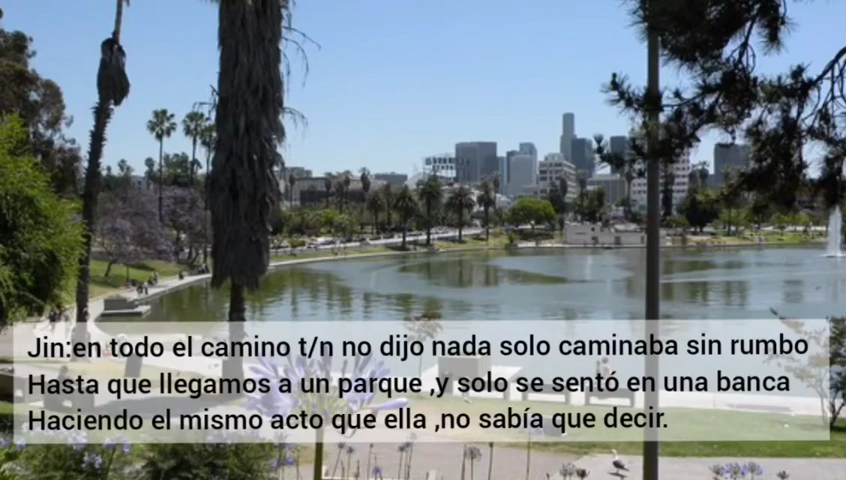 Jin:en todo el camino t/n no dijo nada solo caminaba sin rumbo
Hasta que llegamos a un parque ,y solo se sentó en una banca
Haciendo el mismo acto que ella ,no sabía que decir.